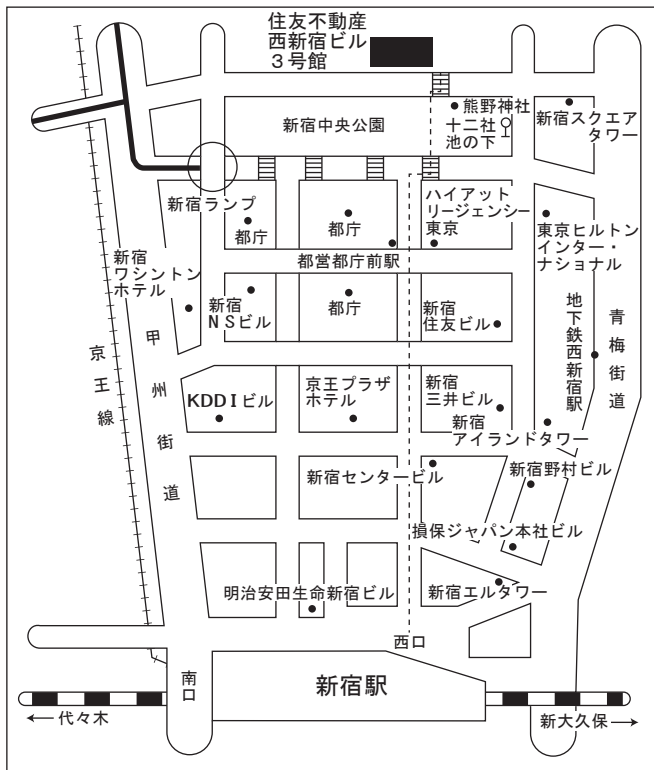 住友不動産
西新宿ビル
3号館
熊野神社
十二社
池の下
新宿スクエア
タワー
新宿中央公園
新宿ランプ
都庁
都庁
ハイアット
リージェンシー
東京
東京ヒルトン
インター・
ナショナル
都営都庁前駅
新宿
ワシントン
ホテル
新宿
NSビル
都庁
新宿
住友ビル
地下鉄西新宿駅
青梅街道
京王線
甲州街道
KDDIビル
京王プラザ
ホテル
新宿
三井ビル
新宿
アイランドタワー
新宿センタービル
新宿野村ビル
損保ジャパン本社ビル
明治安田生命新宿ビル
新宿エルタワー
西口
南口
新宿駅
←代々木
新大久保→